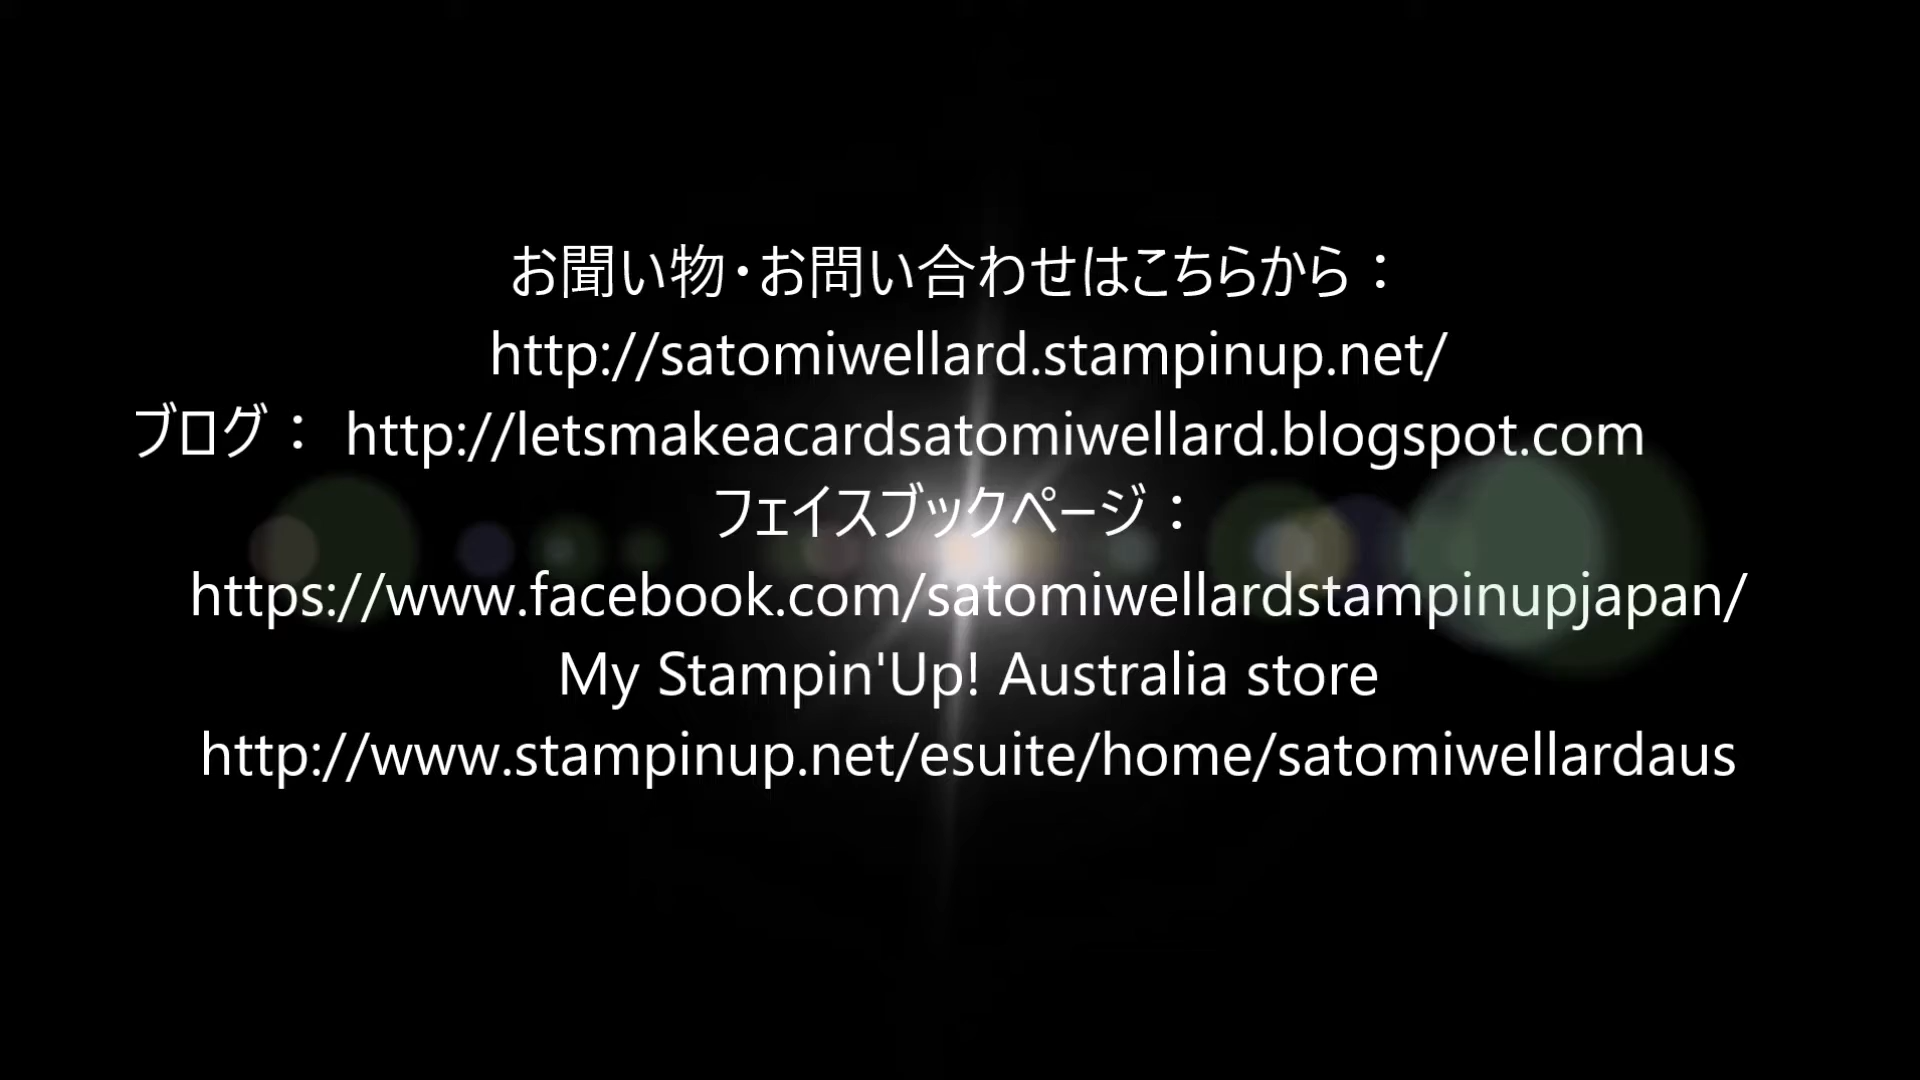 お聞い物・お問い合わせはこちらから：
http://satomiwellard.stampinup.net/
ブログ： http://letsmakeacardsatomiwellard.blogspot.com
フェイスブックページ：
https://www.facebook.com/satomiwellardstampinupjapan/
My Stampin'Up! Australia store
http://www.stampinup.net/esuite/home/satomiwellardaus